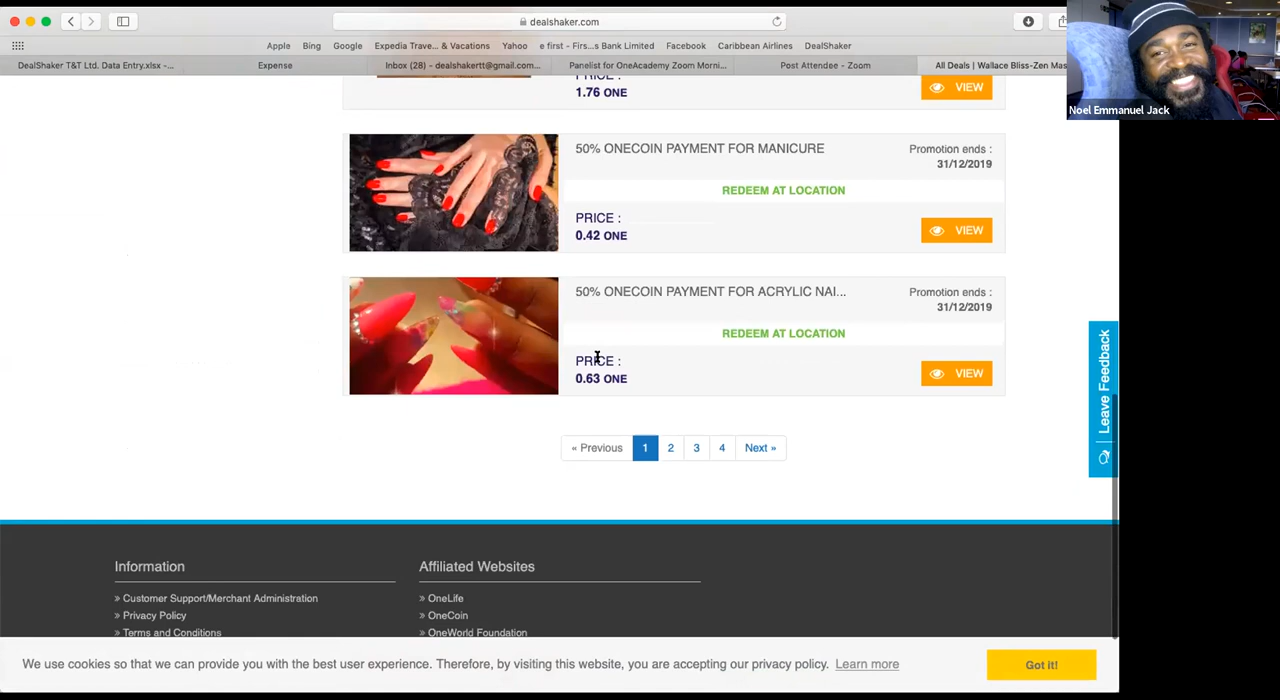 dealshaker.com
Apple Bing Google Expedia Trave... & Vacations Yahoo e first - Firs...s Bank Limited Facebook Caribbean Airlines DealShaker
DealShaker T&T Ltd. Data Entry.xlsx -... Expense Inbox (28) – dealshakertt@gmail.com... Panelist for OneAcademy Zoom Morni... Post Attendee - Zoom All Deals | Wallace Bliss-Zen Mas
Noel Emmanuel Jack
PRICE :
1.76 ONE
VIEW
50% ONECOIN PAYMENT FOR MANICURE
Promotion ends :
31/12/2019
REDEEM AT LOCATION
PRICE :
0.42 ONE
VIEW
50% ONECOIN PAYMENT FOR ACRYLIC NAI...
Promotion ends :
31/12/2019
REDEEM AT LOCATION
PRICE :
0.63 ONE
VIEW
Leave Feedback
« Previous 1 2 3 4 Next »
Information
» Customer Support/Merchant Administration
» Privacy Policy
» Terms and Conditions
Affiliated Websites
» OneLife
» OneCoin
» OneWorld Foundation
We use cookies so that we can provide you with the best user experience. Therefore, by visiting this website, you are accepting our privacy policy. Learn more
Got it!